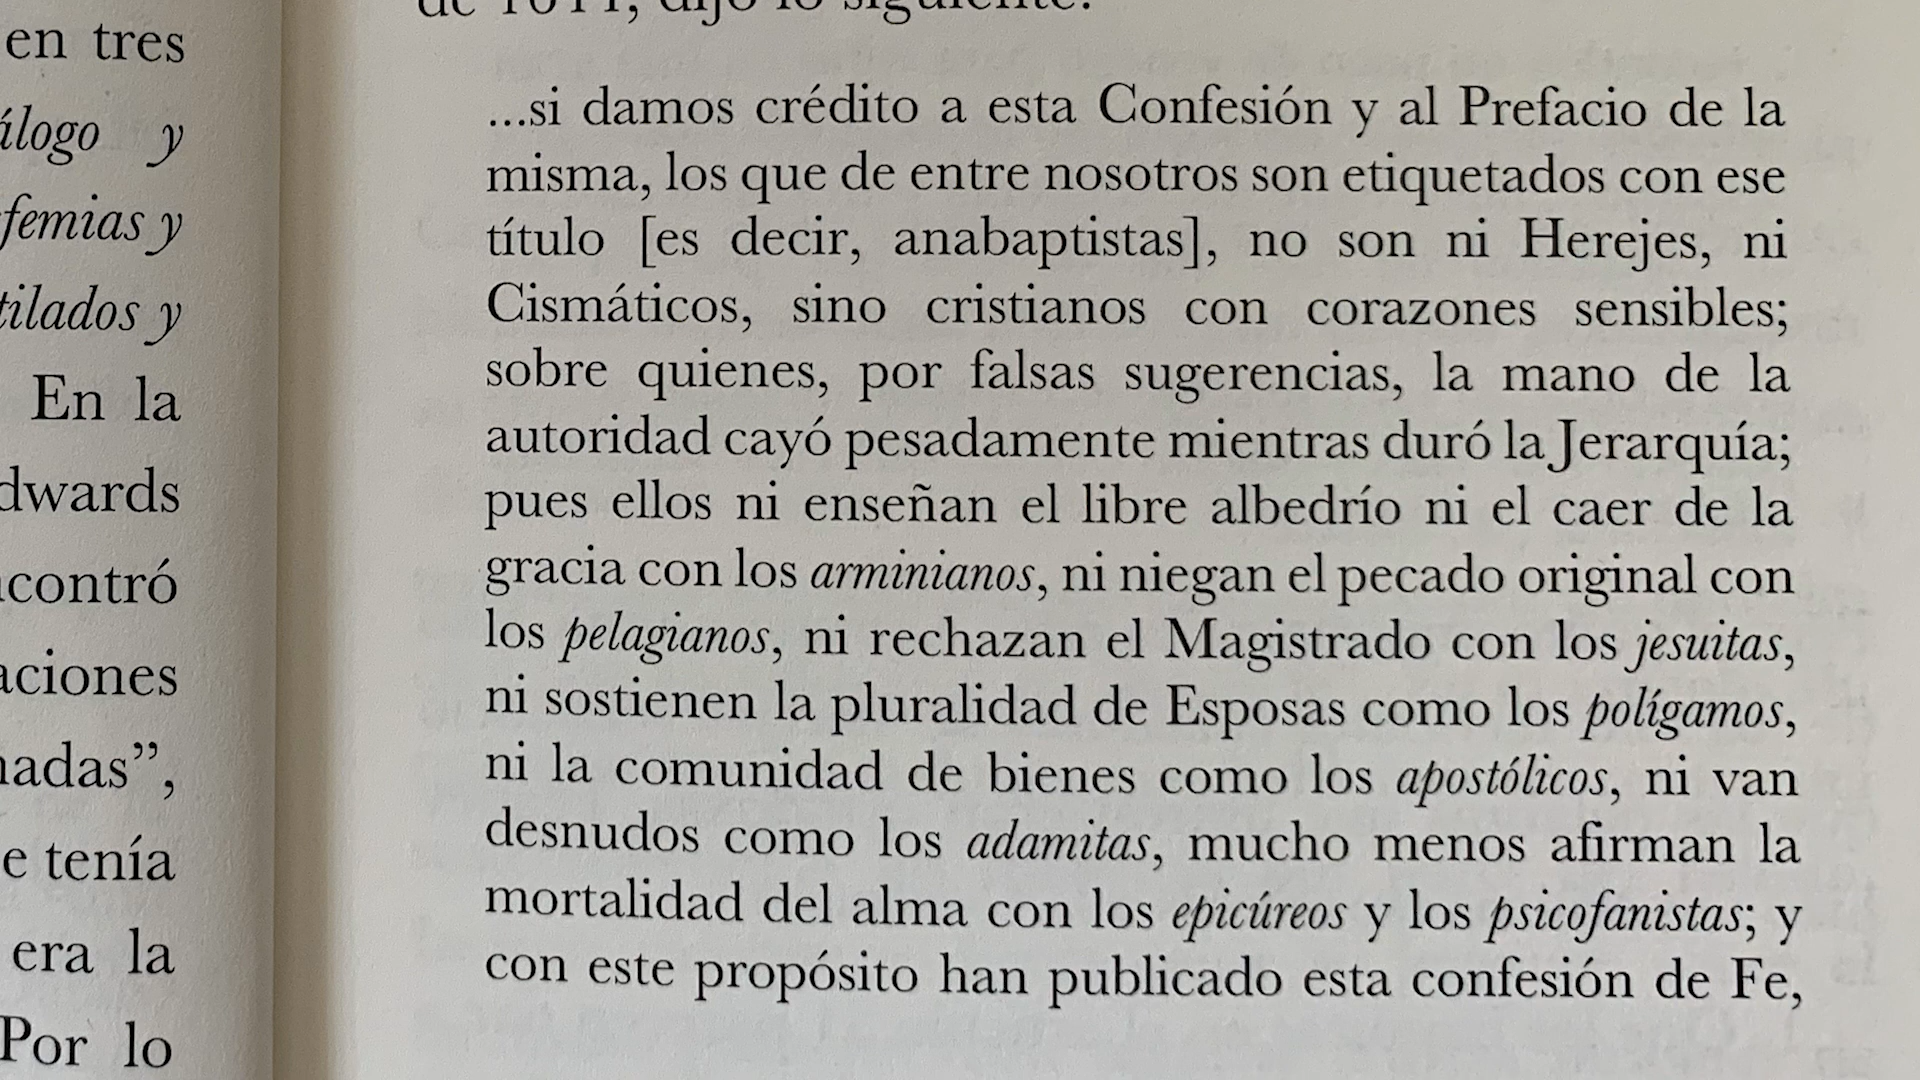 en tres
álogo y
femias y
tilados y
En la
dwards
contró
aciones
nadas”,
e tenía
era la
Por lo
dijo lo siguiente:
...si damos crédito a esta Confesión y al Prefacio de la
misma, los que de entre nosotros son etiquetados con ese
título [es decir, anabaptistas], no son ni Herejes, ni
Cismáticos, sino cristianos con corazones sensibles;
sobre quienes, por falsas sugerencias, la mano de la
autoridad cayó pesadamente mientras duró la Jerarquía;
pues ellos ni enseñan el libre albedrío ni el caer de la
gracia con los arminianos, ni niegan el pecado original con
los pelagianos, ni rechazan el Magistrado con los jesuitas,
ni sostienen la pluralidad de Esposas como los polígamos,
ni la comunidad de bienes como los apostólicos, ni van
desnudos como los adamitas, mucho menos afirman la
mortalidad del alma con los epicúreos y los psicofanistas; y
con este propósito han publicado esta confesión de Fe,